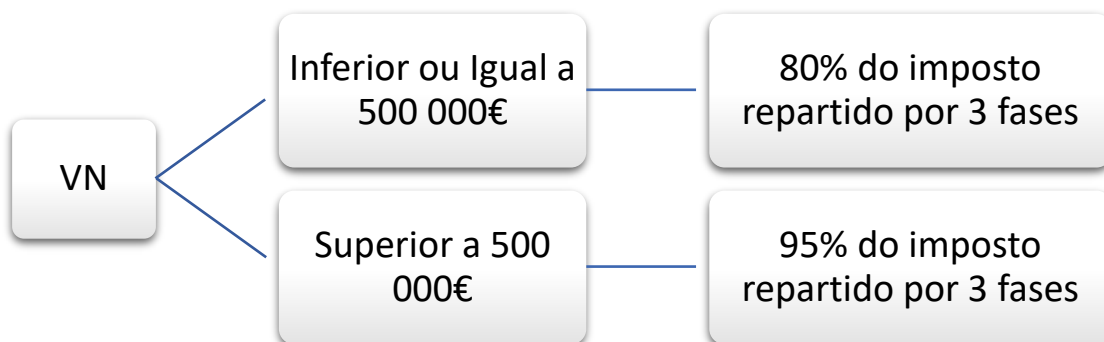 VN
Inferior ou Igual a
500 000€
80% do imposto
repartido por 3 fases
Superior a 500
000€
95% do imposto
repartido por 3 fases